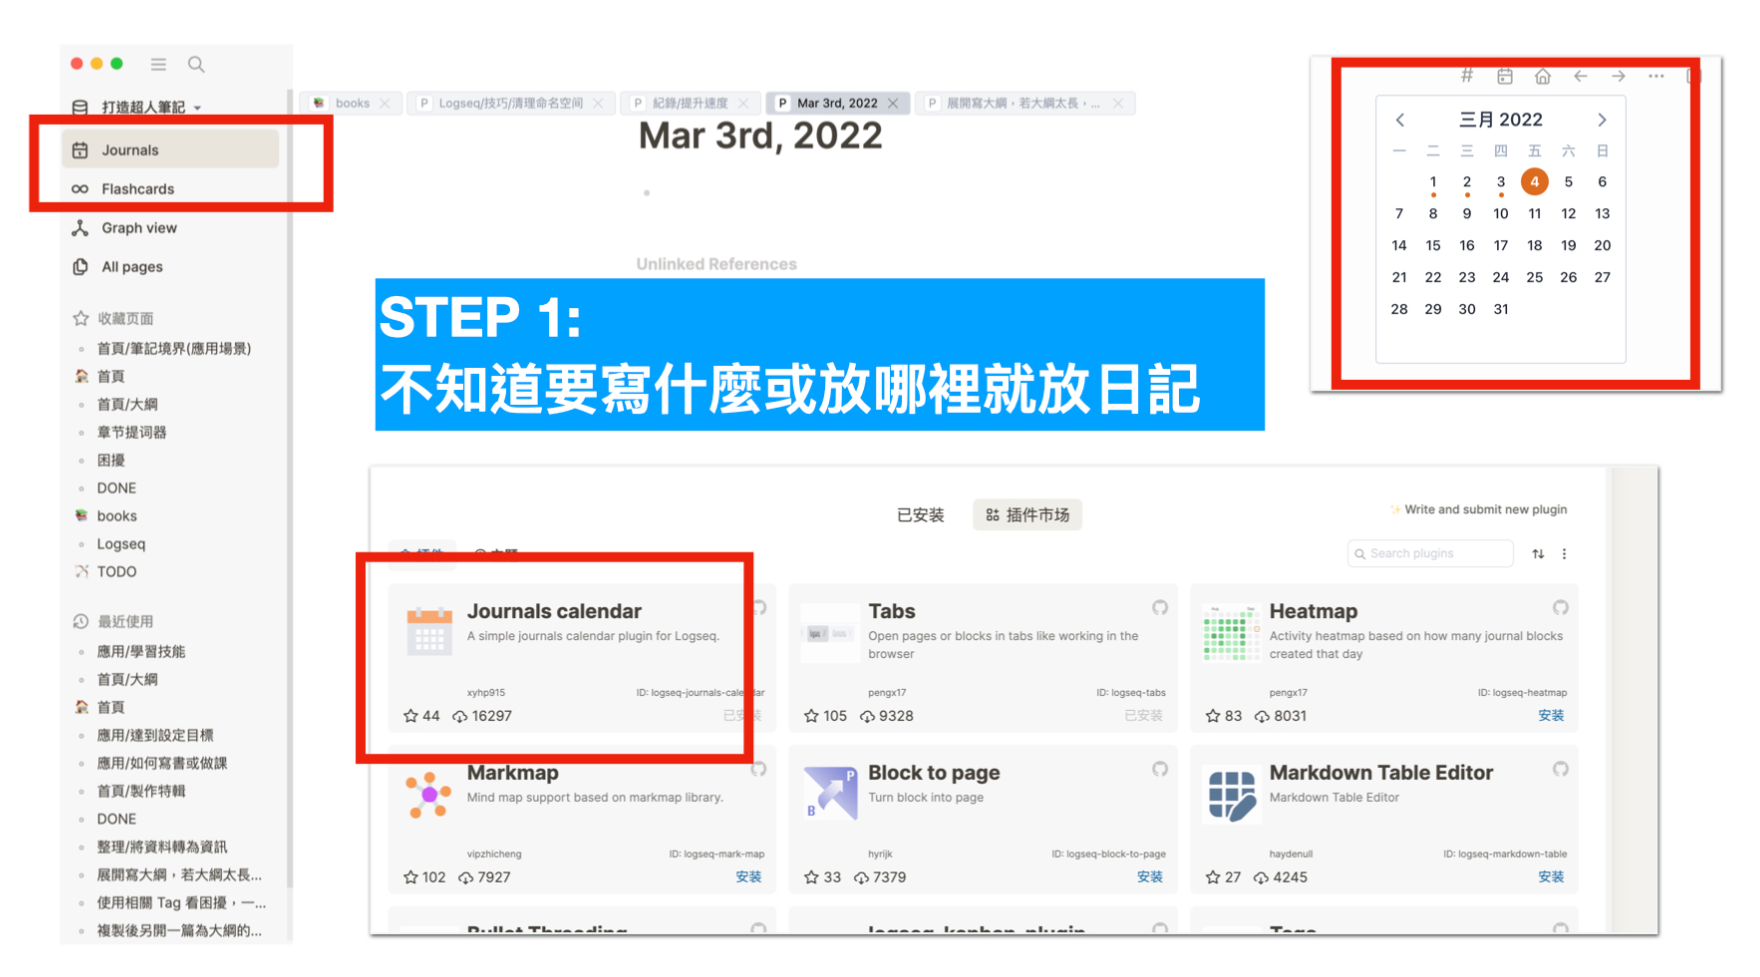 打造超人筆記
Journals
Flashcards
Graph view
All pages
收藏页面
首頁/筆記境界(應用場景)
首頁
首頁/大綱
章节提词器
困擾
DONE
books
Logseq
TODO
最近使用
應用/學習技能
首頁/大綱
首頁
應用/達到設定目標
應用/如何寫書或做課
首頁/製作特輯
DONE
整理/將資料轉為資訊
展開寫大綱，若大綱太長...
使用相關 Tag 看困擾，一...
複製後另開一篇為大綱的...
books
P Logseq/技巧/清理命名空间
P 紀錄/提升速度
P Mar 3rd, 2022
P 展開寫大綱，若大綱太長，...
Mar 3rd, 2022
Unlinked References
STEP 1:
不知道要寫什麼或放哪裡就放日記
三月 2022
一 二 三 四 五 六 日
1 2 3 4 5 6
7 8 9 10 11 12 13
14 15 16 17 18 19 20
21 22 23 24 25 26 27
28 29 30 31
已安装 插件市场
Write and submit new plugin
Search plugins
Journals calendar
A simple journals calendar plugin for Logseq.
xyhp915 ID: logseq-journals-calendar
44 16297 已安装
Tabs
Open pages or blocks in tabs like working in the
browser
pengx17 ID: logseq-tabs
105 9328 已安装
Heatmap
Activity heatmap based on how many journal blocks
created that day
pengx17 ID: logseq-heatmap
83 8031 安装
Markmap
Mind map support based on markmap library.
vipzhicheng ID: logseq-mark-map
102 7927 安装
Block to page
Turn block into page
hyrijk ID: logseq-block-to-page
33 7379 安装
Markdown Table Editor
Markdown Table Editor
haydenull ID: logseq-markdown-table
27 4245 安装
Bullet Threading
logseq-kanban-plugin
Tags